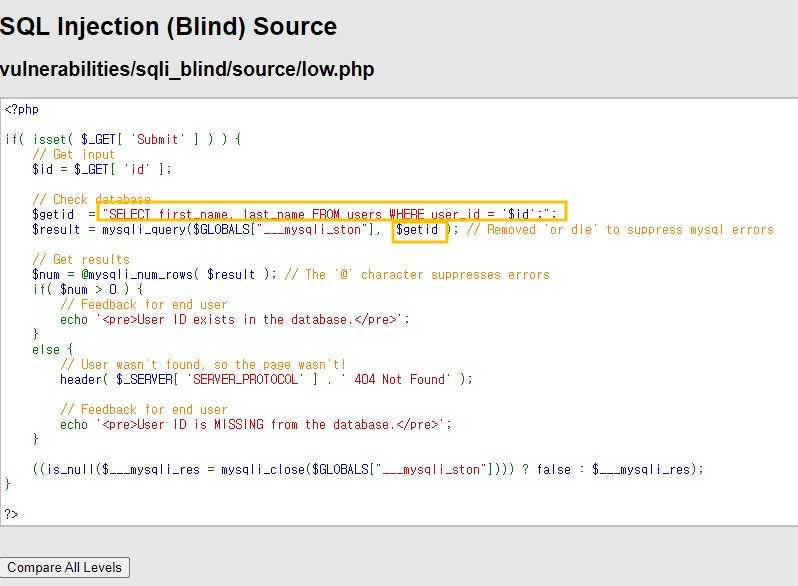 SQL Injection (Blind) Source
vulnerabilities/sqli_blind/source/low.php
<?php
if( isset( $_GET[ 'Submit' ] ) ) {
// Get input
$id = $_GET[ 'id' ];
// Check database
$getid = "SELECT first_name, last_name FROM users WHERE user_id = '$id';";
$result = mysqli_query($GLOBALS["___mysqli_ston"], $getid ); // Removed 'or die' to suppress mysql errors
// Get results
$num = @mysqli_num_rows( $result ); // The '@' character suppresses errors
if( $num > 0 ) {
// Feedback for end user
echo '<pre>User ID exists in the database.</pre>';
}
else {
// User wasn't found, so the page wasn't!
header( $_SERVER[ 'SERVER_PROTOCOL' ] . ' 404 Not Found' );
// Feedback for end user
echo '<pre>User ID is MISSING from the database.</pre>';
}
((is_null($___mysqli_res = mysqli_close($GLOBALS["___mysqli_ston"]))) ? false : $___mysqli_res);
}
?>
Compare All Levels